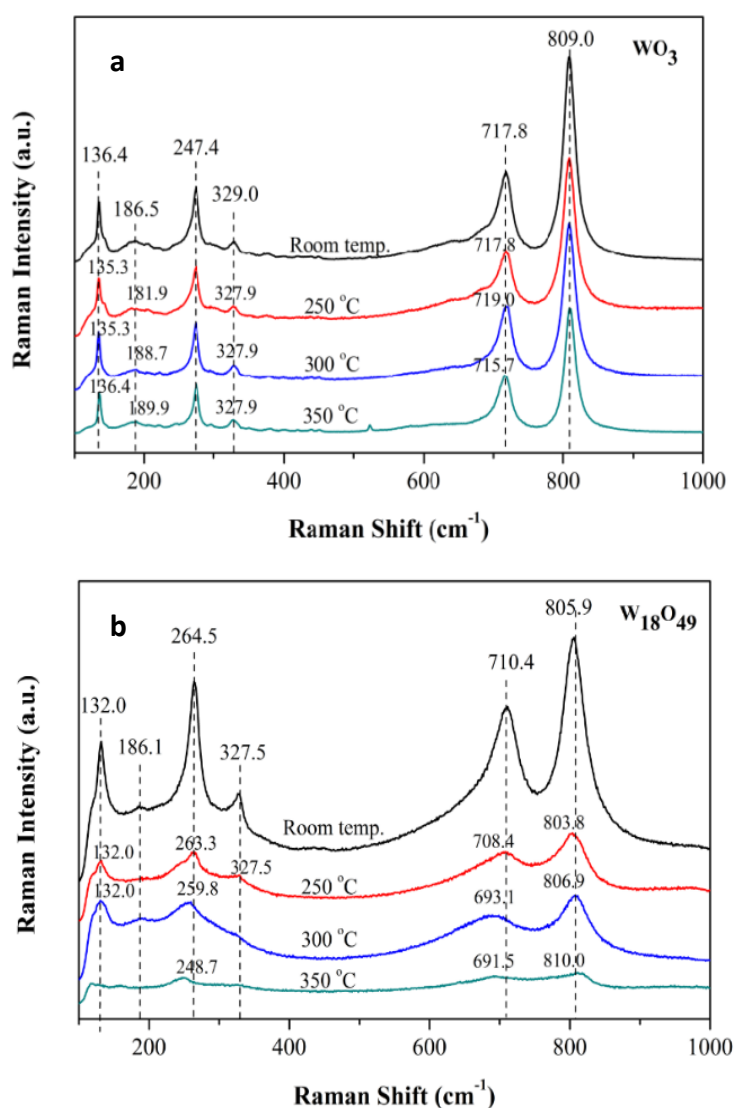 a
WO3
809.0
717.8
136.4
247.4
186.5
329.0
Room temp.
717.8
135.3
181.9
327.9
250 °C
719.0
135.3
188.7
327.9
300 °C
715.7
136.4
189.9
327.9
350 °C
200
400
600
800
1000
Raman Shift (cm-1)
Raman Intensity (a.u.)
b
W18O49
805.9
264.5
710.4
132.0
186.1
327.5
Room temp.
803.8
708.4
263.3
132.0
327.5
250 °C
132.0
259.8
693.1
806.9
300 °C
248.7
691.5
810.0
350 °C
200
400
600
800
1000
Raman Shift (cm-1)
Raman Intensity (a.u.)